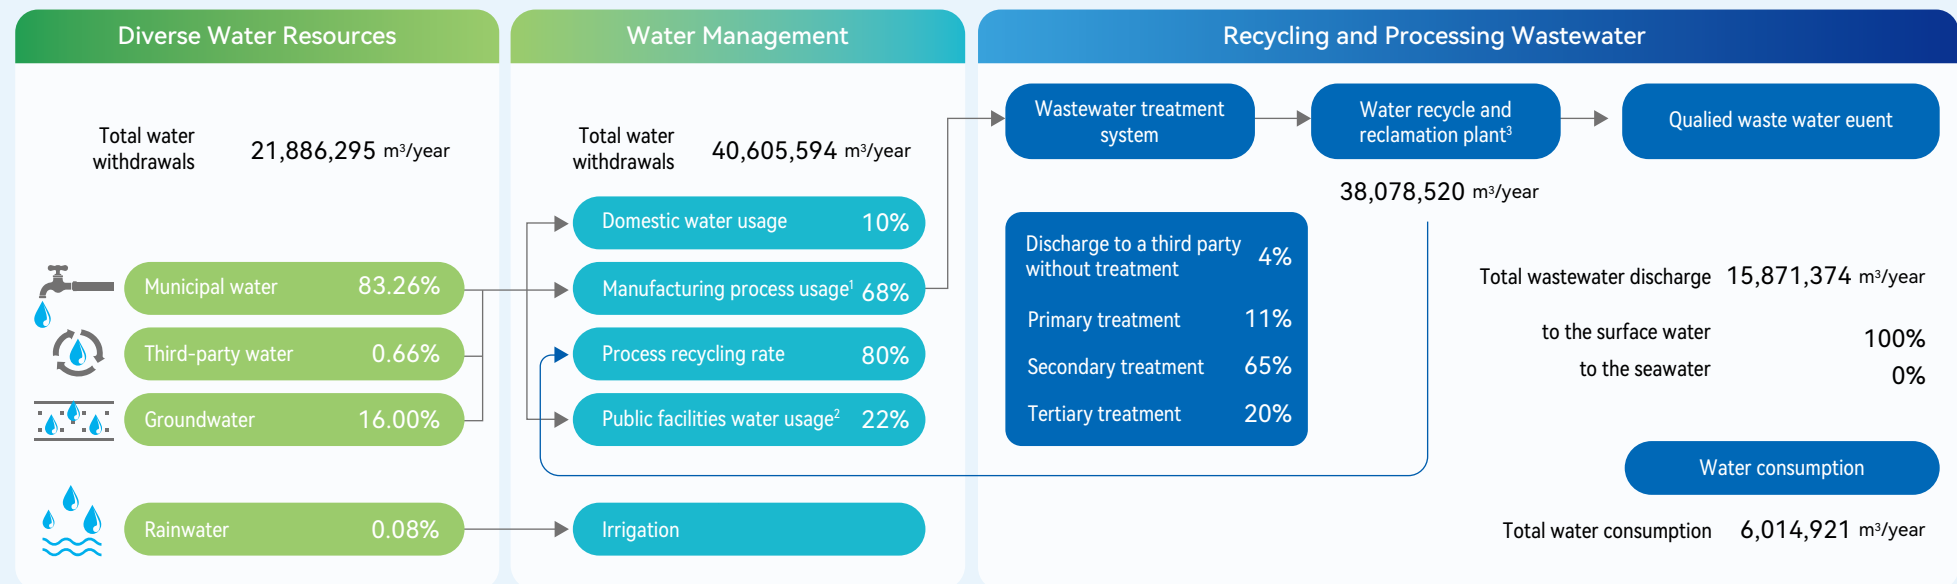 Diverse Water Resources
Total water
withdrawals
21,886,295 m³/year
Municipal water 83.26%
Third-party water 0.66%
Groundwater 16.00%
Rainwater 0.08%
Water Management
Total water
withdrawals
40,605,594 m³/year
Domestic water usage 10%
Manufacturing process usage¹ 68%
Process recycling rate 80%
Public facilities water usage² 22%
Irrigation
Recycling and Processing Wastewater
Wastewater treatment
system
Water recycle and
reclamation plant³
Qualied waste water euent
38,078,520 m³/year
Discharge to a third party
without treatment
4%
Primary treatment 11%
Secondary treatment 65%
Tertiary treatment 20%
Total wastewater discharge 15,871,374 m³/year
to the surface water 100%
to the seawater 0%
Water consumption
Total water consumption 6,014,921 m³/year